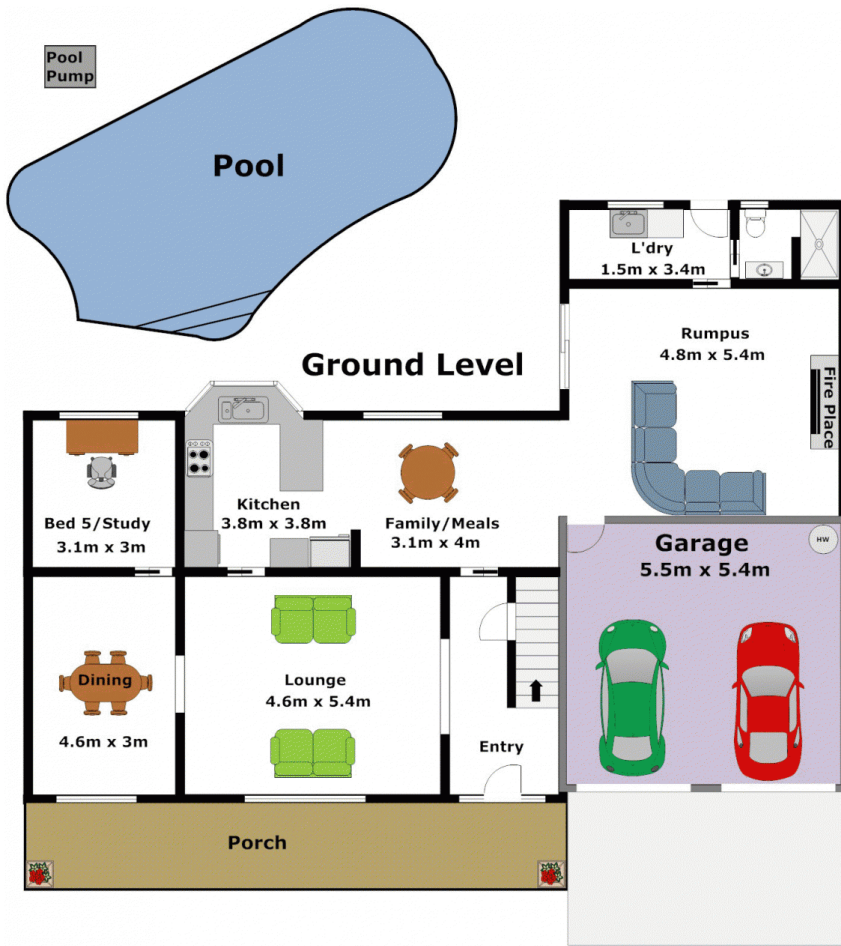 Pool
Pump
Pool
L'dry
1.5m x 3.4m
Rumpus
4.8m x 5.4m
Ground Level
Fire Place
Bed 5/Study
3.1m x 3m
Kitchen
3.8m x 3.8m
Family/Meals
3.1m x 4m
Garage
5.5m x 5.4m
HW
Dining
4.6m x 3m
Lounge
4.6m x 5.4m
Entry
Porch